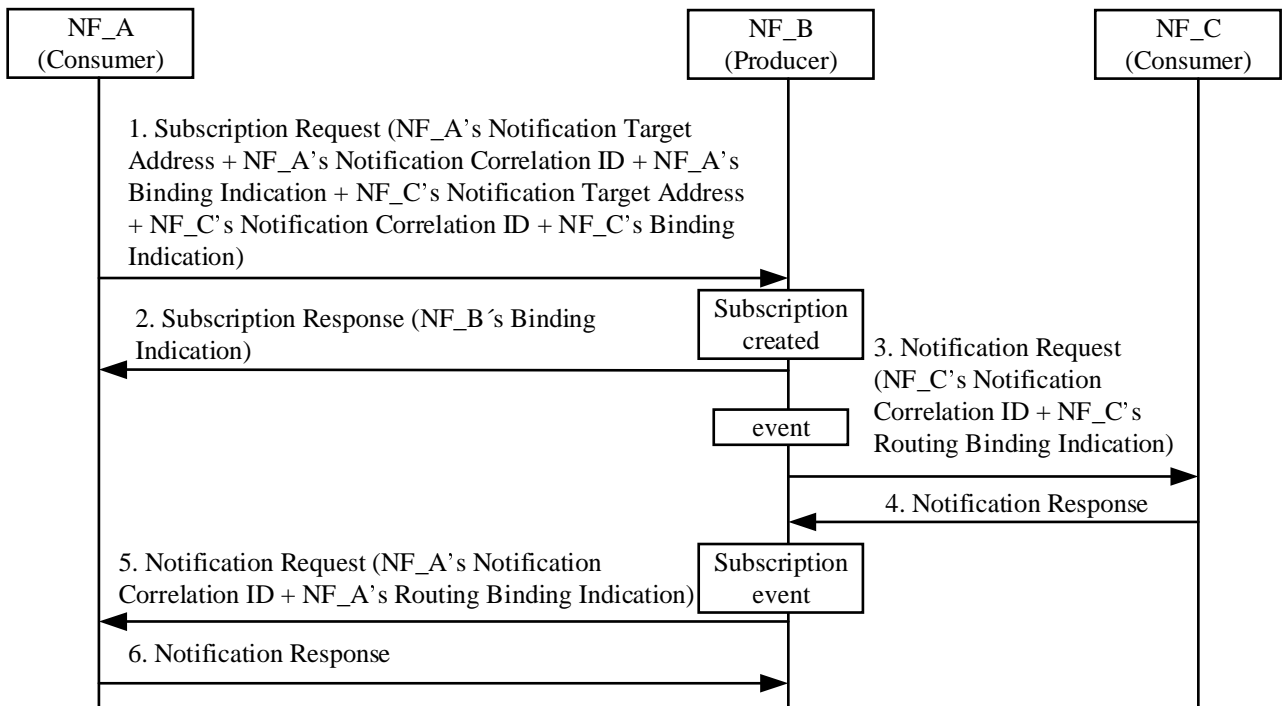 NF_A
(Consumer)
NF_B
(Producer)
NF_C
(Consumer)
1. Subscription Request (NF_A’s Notification Target
Address + NF_A’s Notification Correlation ID + NF_A’s
Binding Indication + NF_C’s Notification Target Address
+ NF_C’s Notification Correlation ID + NF_C’s Binding
Indication)
Subscription
created
2. Subscription Response (NF_B´s Binding
Indication)
event
3. Notification Request
(NF_C’s Notification
Correlation ID + NF_C’s
Routing Binding Indication)
4. Notification Response
Subscription
event
5. Notification Request (NF_A’s Notification
Correlation ID + NF_A’s Routing Binding Indication)
6. Notification Response